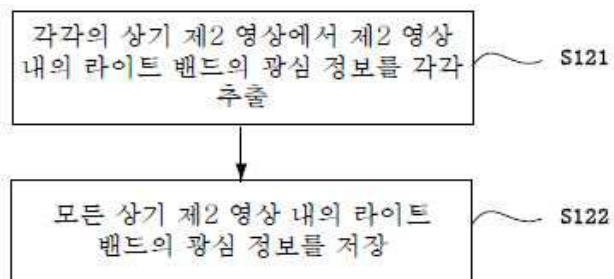 각각의 상기 제2 영상에서 제2 영상
내의 라이트 밴드의 광심 정보를 각각
추출
S121
모든 상기 제2 영상 내의 라이트
밴드의 광심 정보를 저장
S122